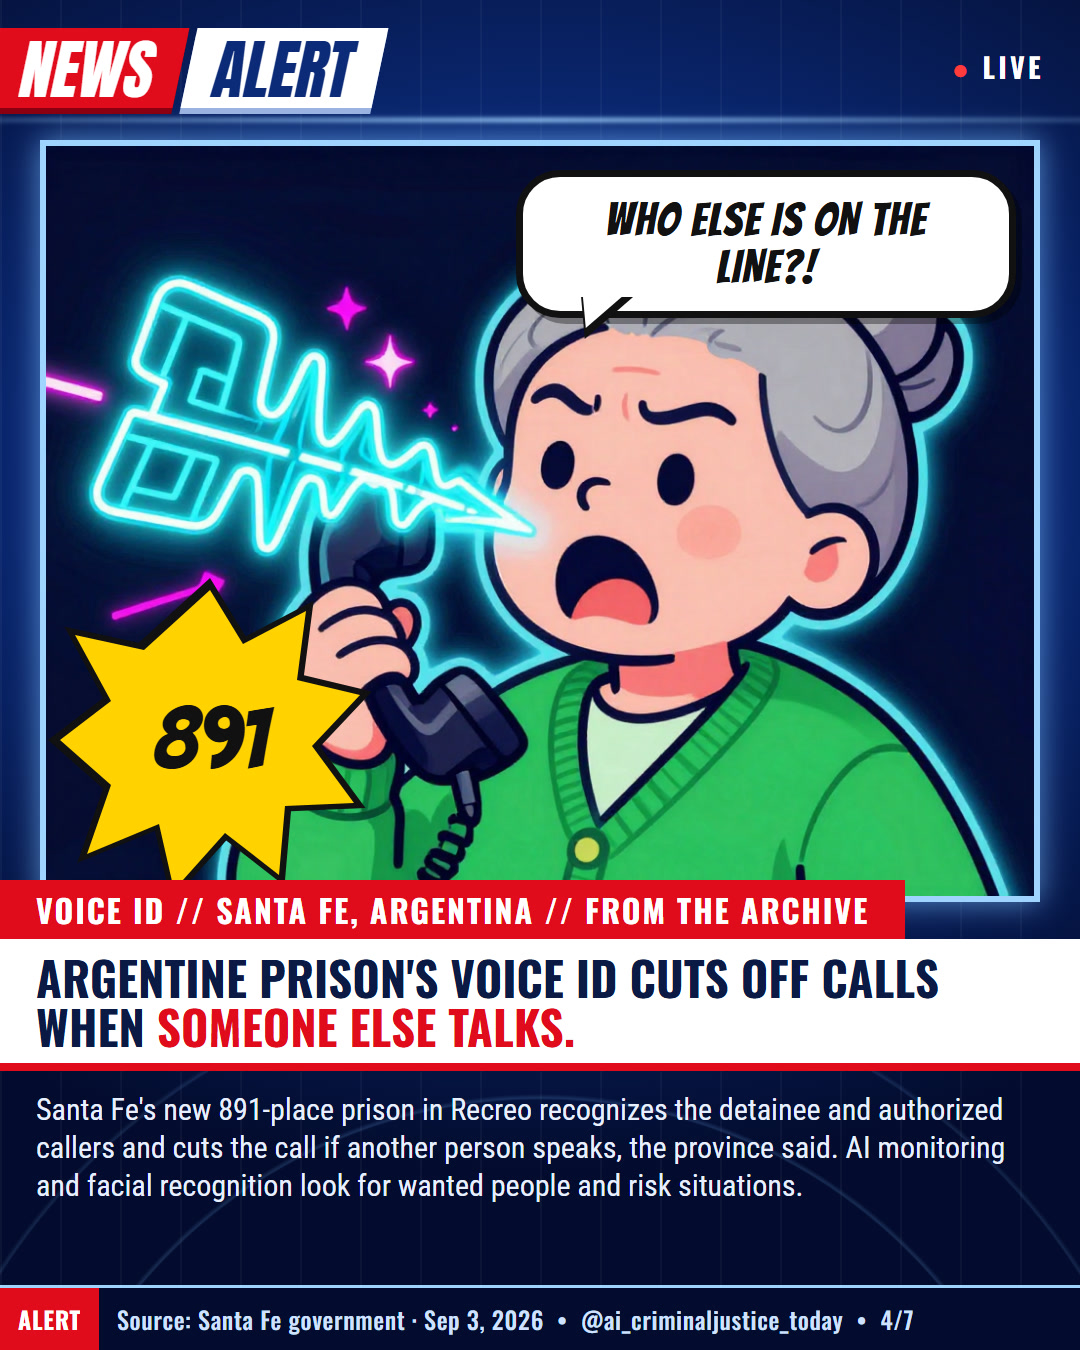 NEWS ALERT
LIVE
WHO ELSE IS ON THE
LINE?!
891
VOICE ID // SANTA FE, ARGENTINA // FROM THE ARCHIVE
ARGENTINE PRISON'S VOICE ID CUTS OFF CALLS
WHEN SOMEONE ELSE TALKS.
Santa Fe's new 891-place prison in Recreo recognizes the detainee and authorized
callers and cuts the call if another person speaks, the province said. AI monitoring
and facial recognition look for wanted people and risk situations.
ALERT Source: Santa Fe government · Sep 3, 2026 • @ai_criminaljustice_today • 4/7